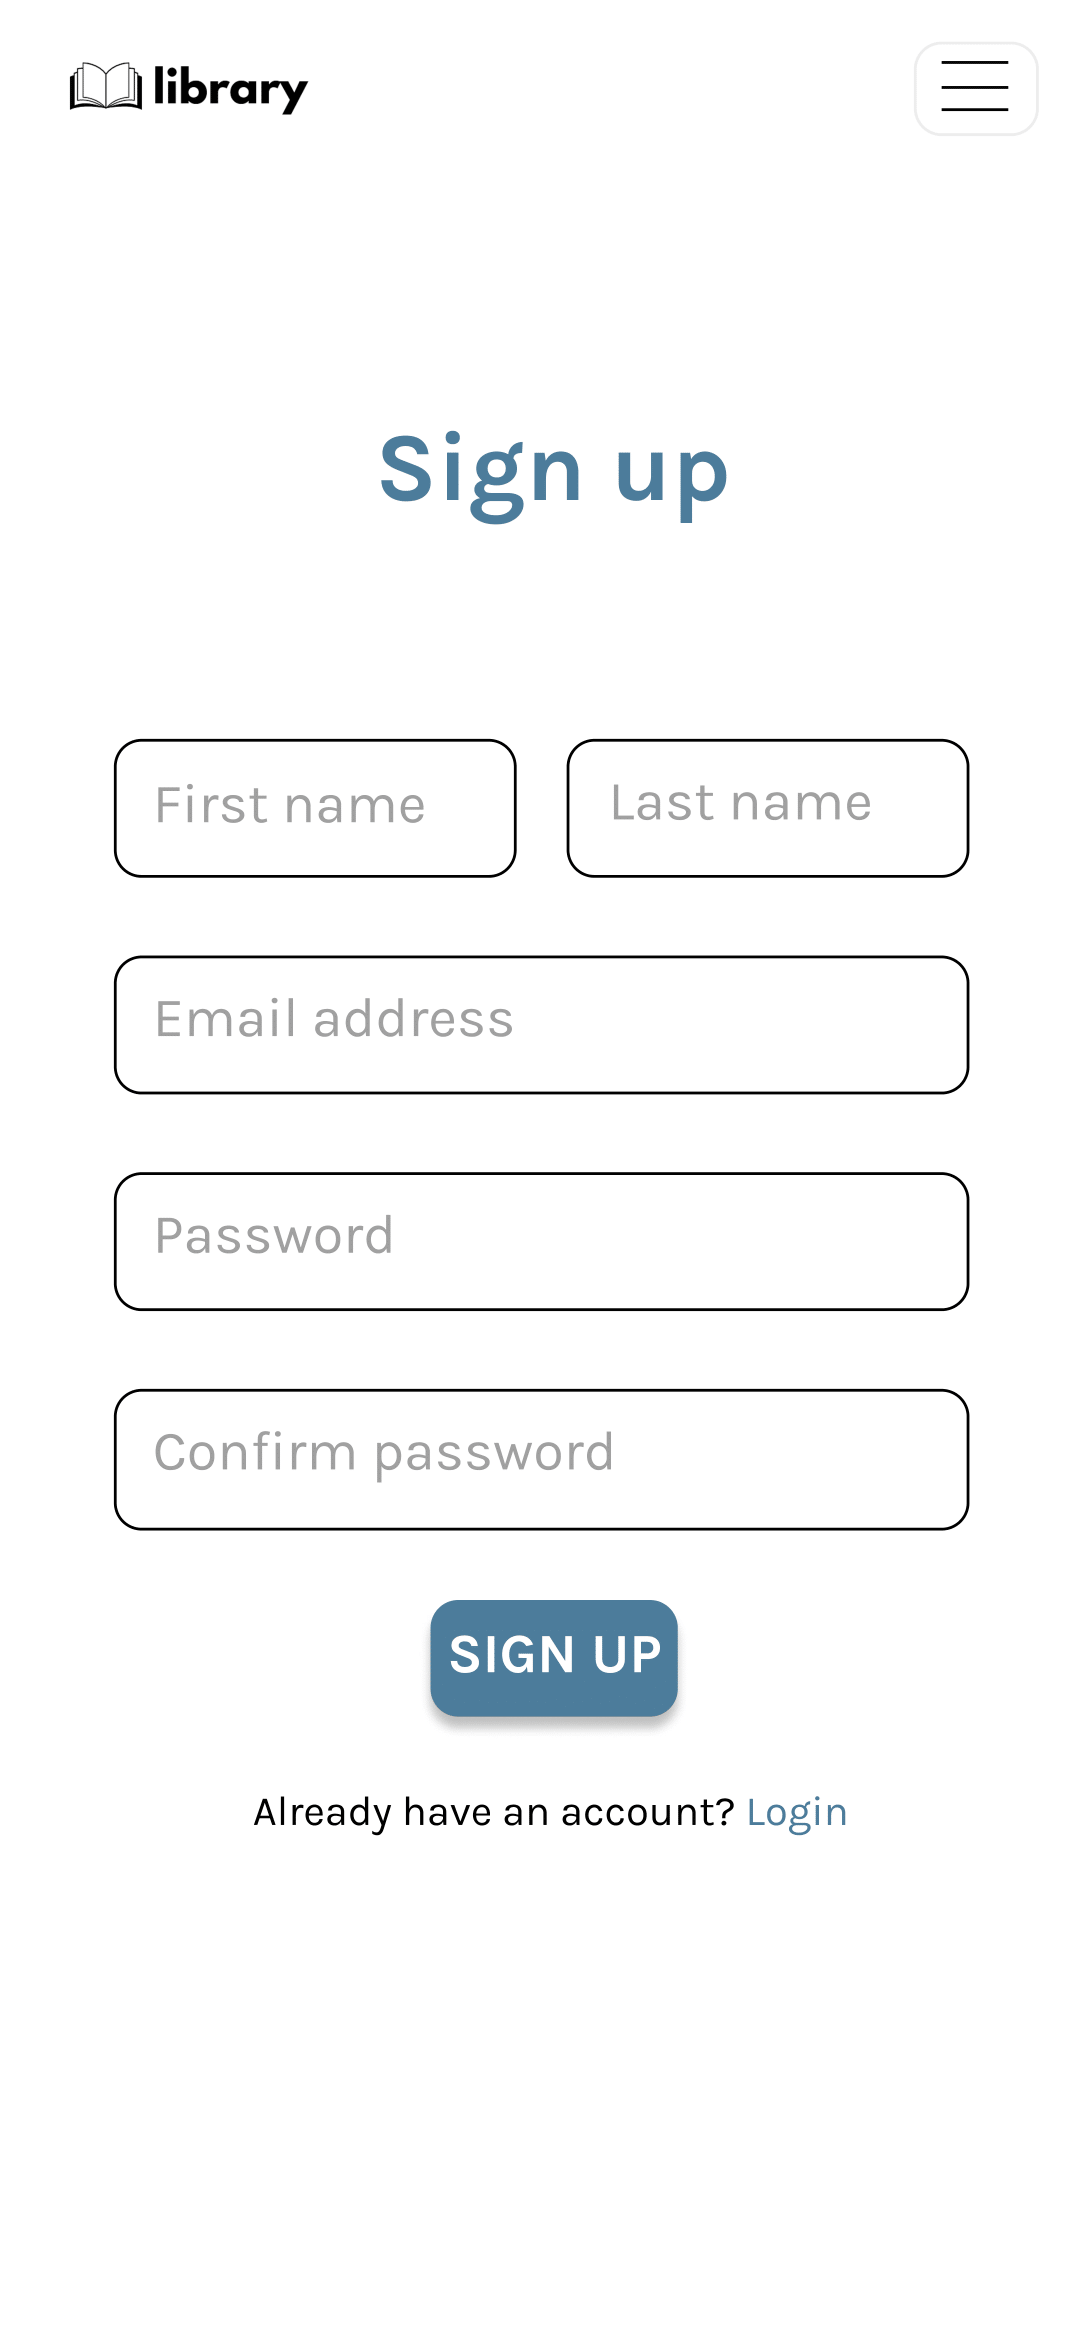 library
Sign up
First name
Last name
Email address
Password
Confirm password
SIGN UP
Already have an account? Login